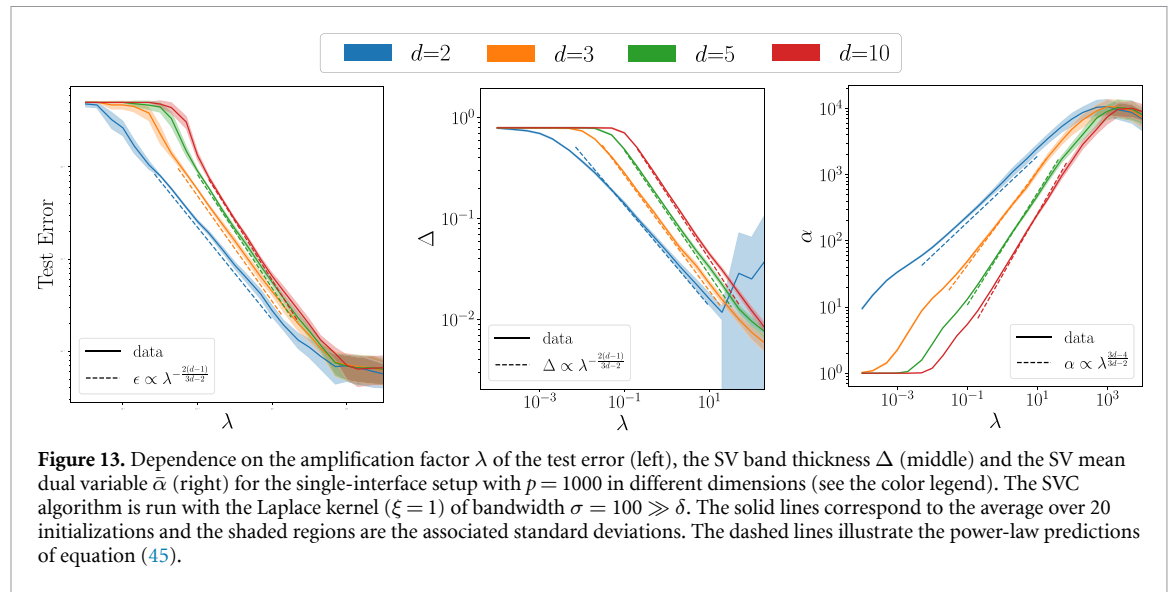 d=2 d=3 d=5 d=10
Test Error
data
ϵ ∝ λ^{-\frac{2(d-1)}{3d-2}}
λ
10^0
10^{-1}
10^{-2}
Δ
data
Δ ∝ λ^{-\frac{2(d-1)}{3d-2}}
10^{-3} 10^{-1} 10^1
λ
10^4
10^3
10^2
10^1
10^0
α
data
α ∝ λ^{\frac{3d-4}{3d-2}}
10^{-3} 10^{-1} 10^1 10^3
λ
Figure 13. Dependence on the amplification factor λ of the test error (left), the SV band thickness Δ (middle) and the SV mean
dual variable ᾱ (right) for the single-interface setup with p = 1000 in different dimensions (see the color legend). The SVC
algorithm is run with the Laplace kernel (ξ = 1) of bandwidth σ = 100 ≫ δ. The solid lines correspond to the average over 20
initializations and the shaded regions are the associated standard deviations. The dashed lines illustrate the power-law predictions
of equation (45).